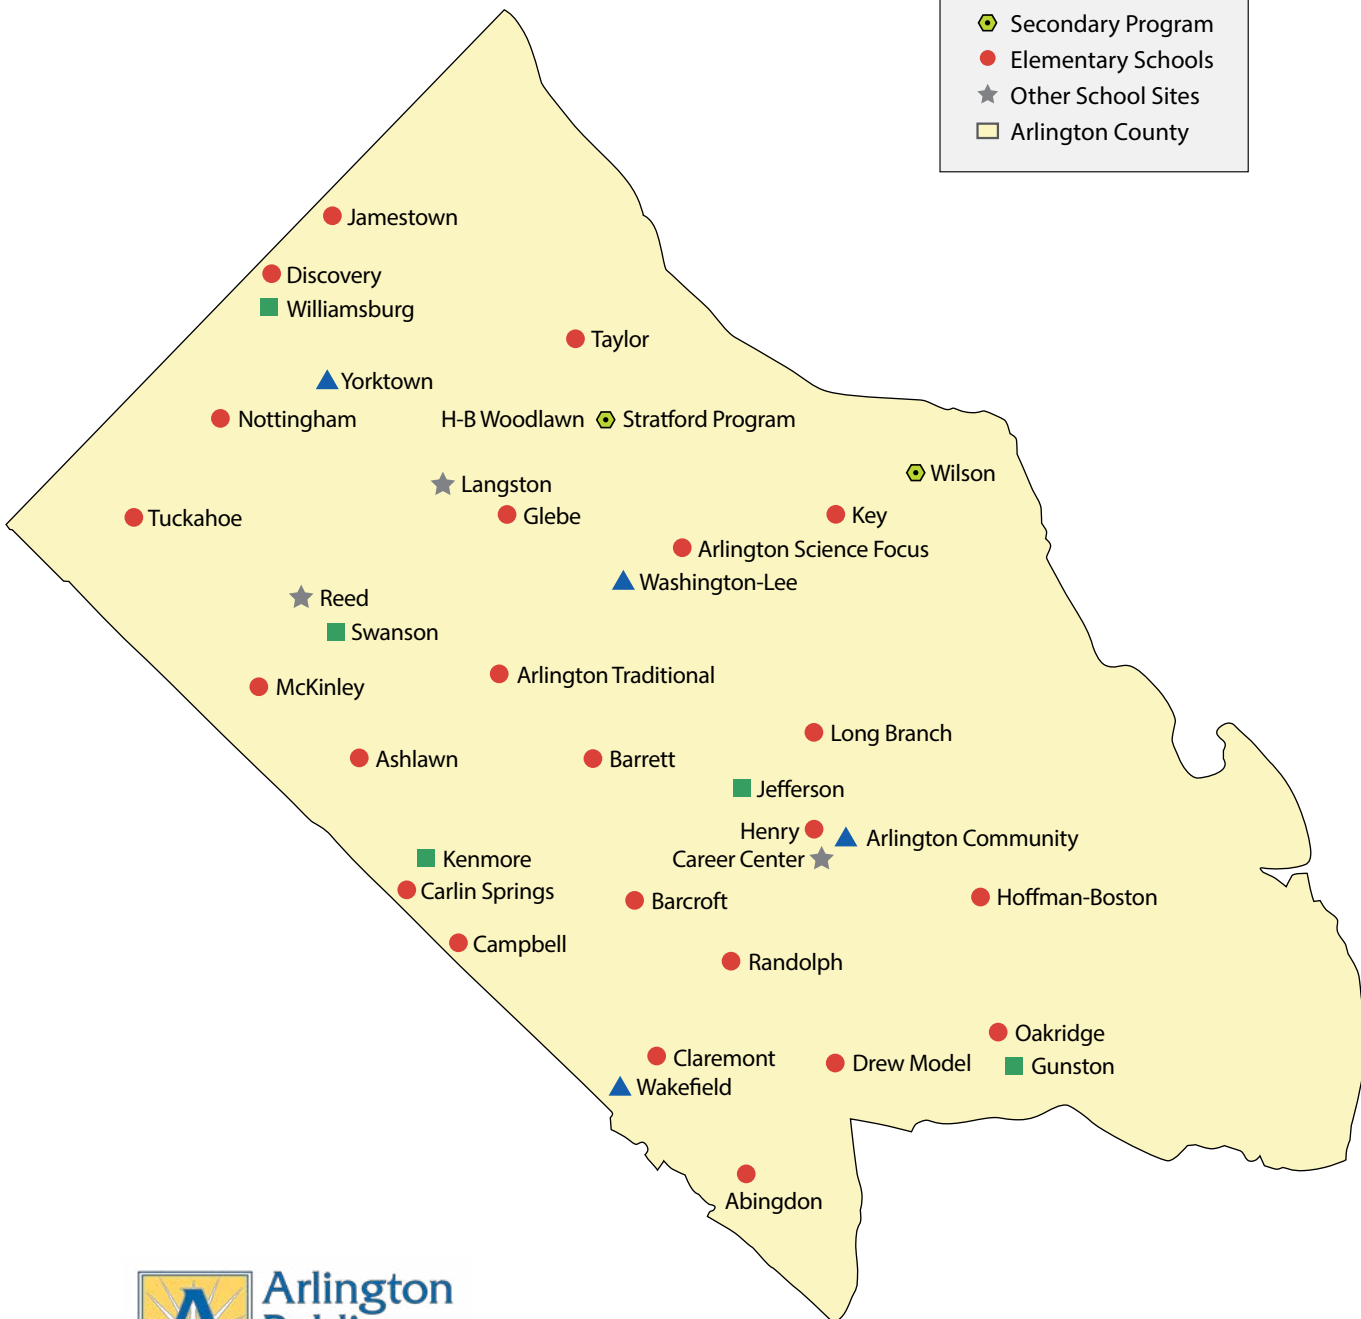 Secondary Program
Elementary Schools
Other School Sites
Arlington County
Jamestown
Discovery
Williamsburg
Taylor
Yorktown
Nottingham
H-B Woodlawn Stratford Program
Wilson
Langston
Glebe
Key
Tuckahoe
Arlington Science Focus
Washington-Lee
Reed
Swanson
Arlington Traditional
McKinley
Long Branch
Ashlawn
Barrett
Jefferson
Henry
Arlington Community
Career Center
Kenmore
Carlin Springs
Barcroft
Hoffman-Boston
Campbell
Randolph
Oakridge
Claremont
Drew Model
Gunston
Wakefield
Abingdon
Arlington